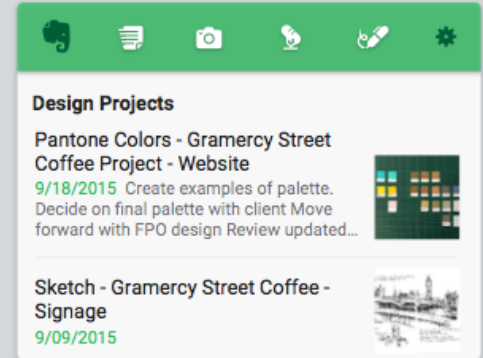 Design Projects
Pantone Colors - Gramercy Street
Coffee Project - Website
9/18/2015 Create examples of palette.
Decide on final palette with client Move
forward with FPO design Review updated...
Sketch - Gramercy Street Coffee -
Signage
9/09/2015